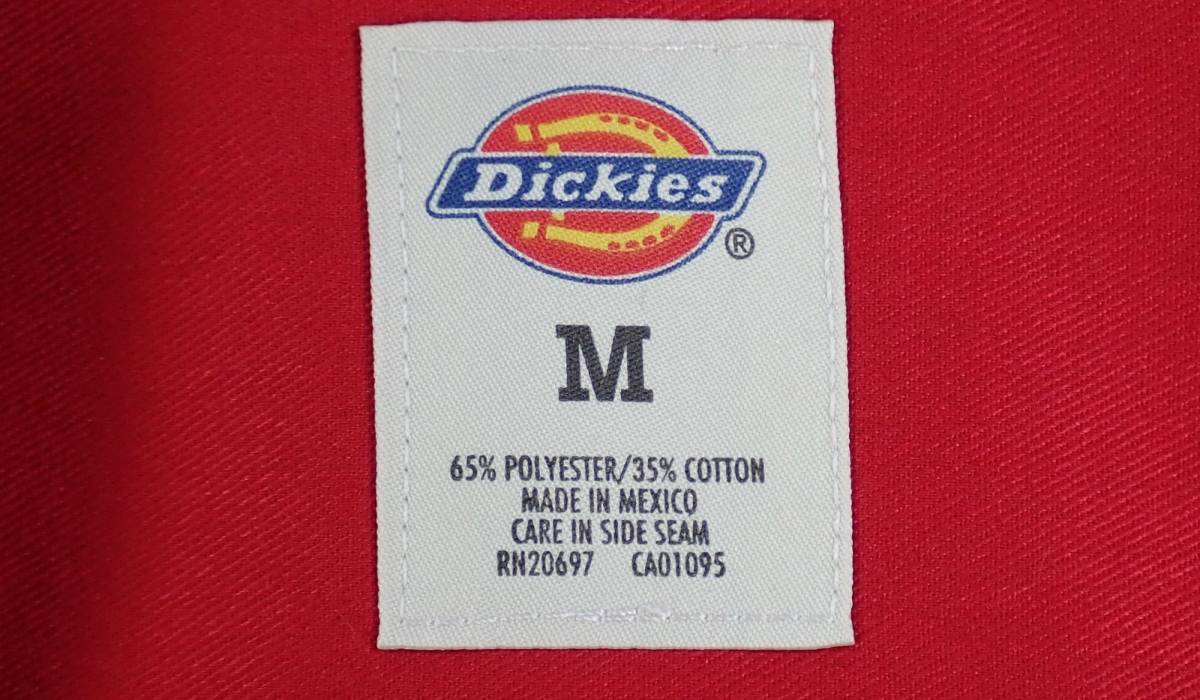 Dickies
®
M
65% POLYESTER/35% COTTON
MADE IN MEXICO
CARE IN SIDE SEAM
RN20697 CA01095